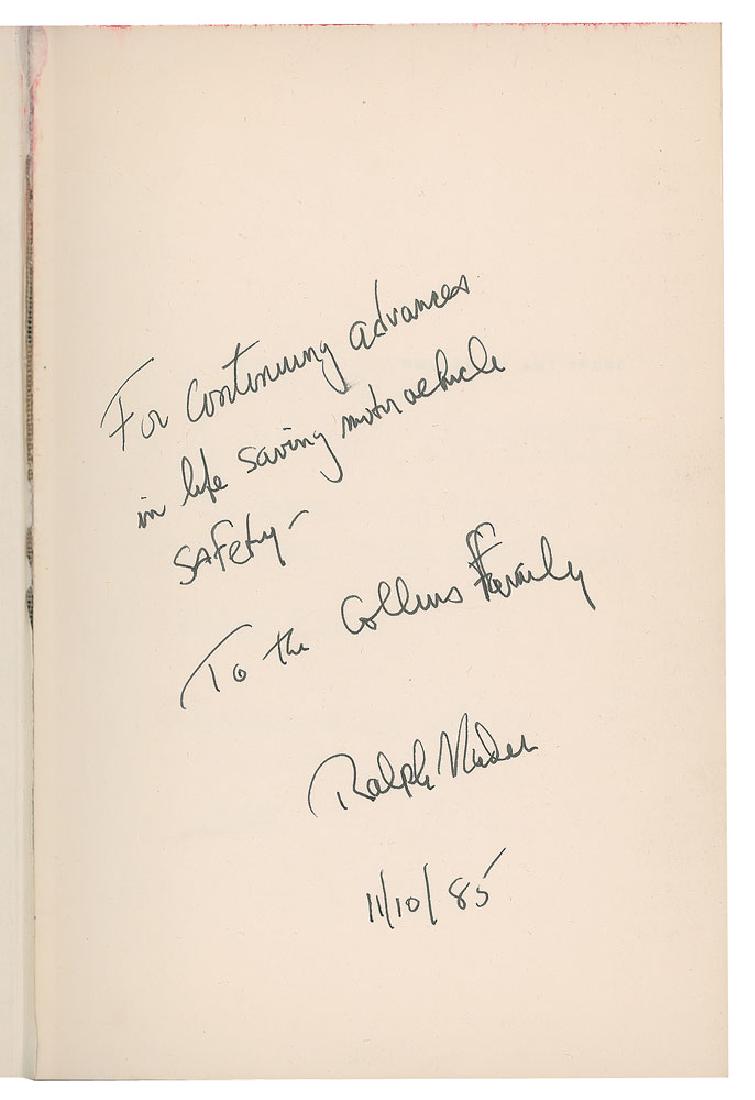 For continuing advances
in life saving motor vehicle
safety –
To the Collins Family
Ralph Nader
11/10/85